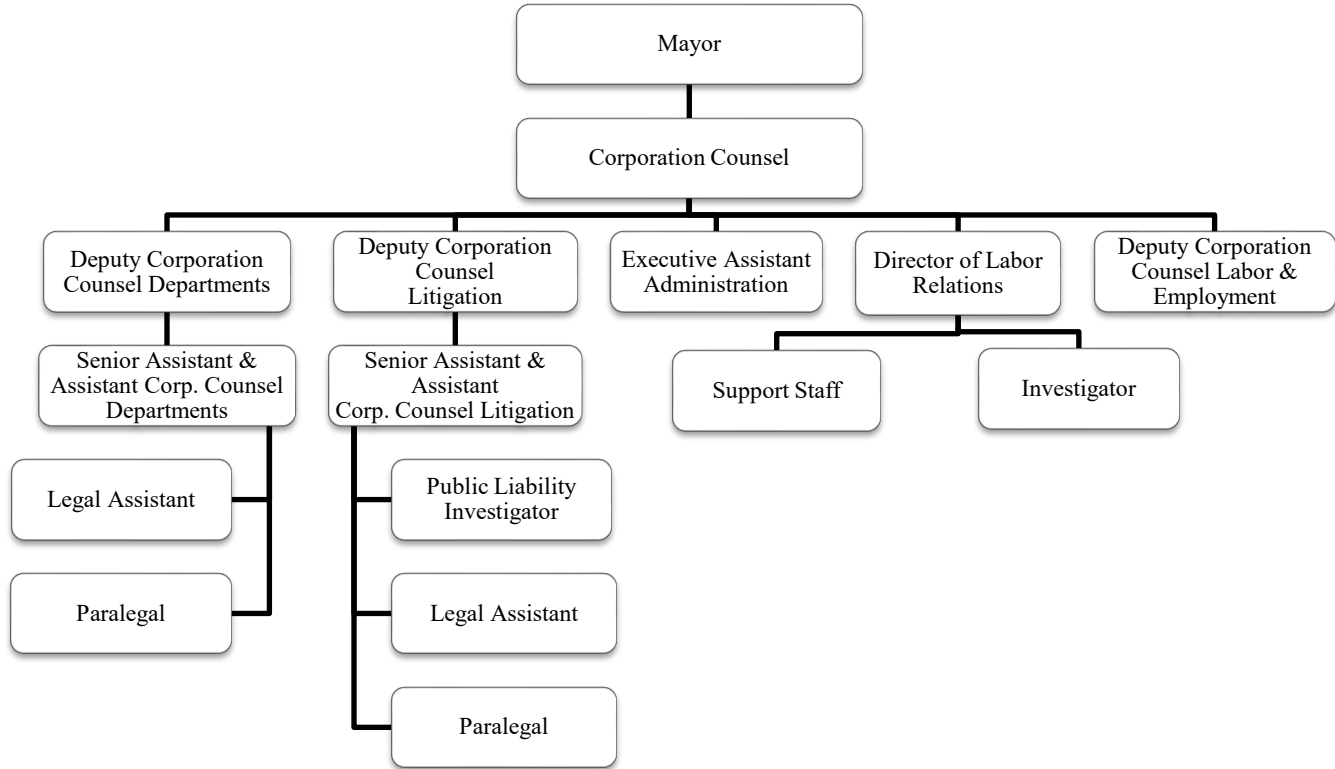 Mayor
Corporation Counsel
Deputy Corporation
Counsel Departments
Deputy Corporation
Counsel
Litigation
Executive Assistant
Administration
Director of Labor
Relations
Deputy Corporation
Counsel Labor &
Employment
Senior Assistant &
Assistant Corp. Counsel
Departments
Senior Assistant &
Assistant
Corp. Counsel Litigation
Support Staff
Investigator
Legal Assistant
Paralegal
Public Liability
Investigator
Legal Assistant
Paralegal